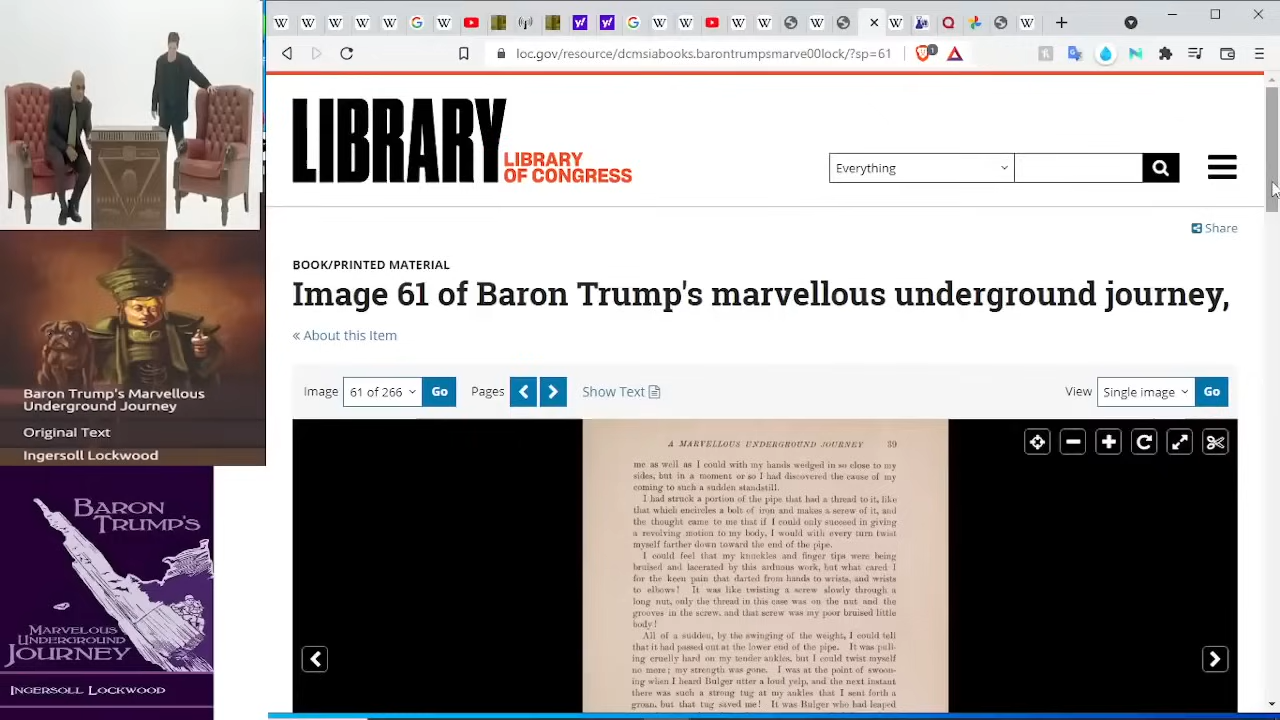 loc.gov/resource/dcmsiabooks.barontrumpsmarve00lock/?sp=61
1
LIBRARY
LIBRARY
OF CONGRESS
Everything
Share
BOOK/PRINTED MATERIAL
Image 61 of Baron Trump's marvellous underground journey,
« About this Item
Image
61 of 266
Go
Pages
Show Text
View
Single image
Go
A MARVELLOUS UNDERGROUND JOURNEY 39
me as well as I could with my hands wedged in so close to my
sides, but in a moment or so I had discovered the cause of my
coming to such a sudden standstill.
I had struck a portion of the pipe that had a thread to it, like
that which encircles a bolt of iron and makes a screw of it, and
the thought came to me that if I could only succeed in giving
a revolving motion to my body, I would with every turn twist
myself farther down toward the end of the pipe.
I could feel that my knuckles and finger tips were being
bruised and lacerated by this arduous work, but what cared I
for the keen pain that darted from hands to wrists, and wrists
to elbows! It was like twisting a screw slowly through a
long nut, only the thread in this case was on the nut and the
grooves in the screw, and that screw was my poor bruised little
body!
All of a sudden, by the swinging of the weight, I could tell
that it had passed out at the lower end of the pipe. It was pull-
ing cruelly hard on my tender ankles, but I could twist myself
no more; my strength was gone. I was at the point of swoon-
ing when I heard Bulger utter a loud yelp, and the next instant
there was such a strong tug at my ankles that I sent forth a
groan, but that tug saved me! It was Bulger who had leaped
Baron Trump's Marvellous
Underground Journey
Original Text
Ingersoll Lockwood
BARON
TRUMP'S
MARVELOUS
UNDERGROUND
JOURNEY
INGERSOLL LOCKWOOD